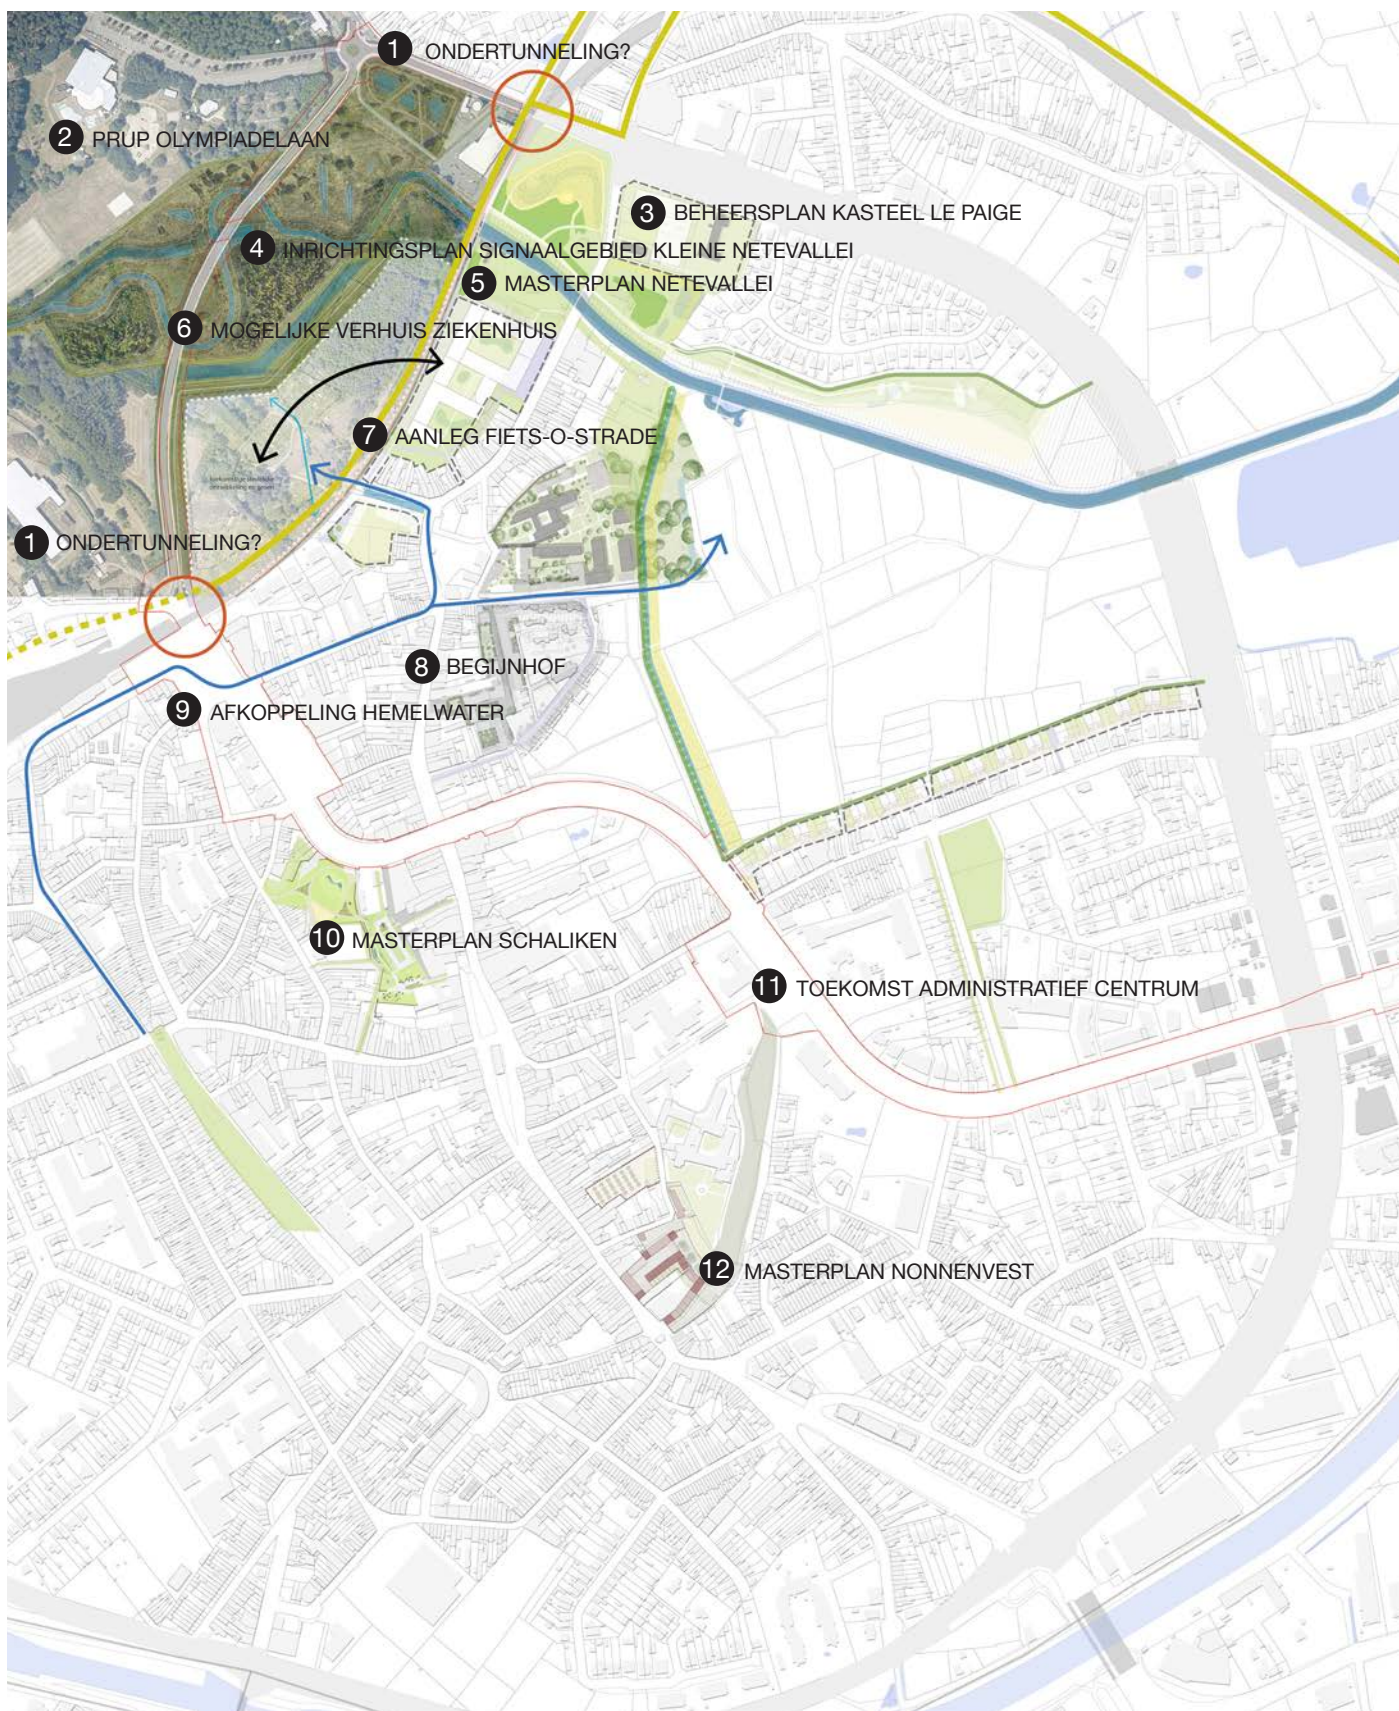 1 ONDERTUNNELING?
2 PRUP OLYMPIADELAAN
3 BEHEERSPLAN KASTEEL LE PAIGE
4 INRICHTINGSPLAN SIGNAALGEBIED KLEINE NETEVALLEI
5 MASTERPLAN NETEVALLEI
6 MOGELIJKE VERHUIS ZIEKENHUIS
7 AANLEG FIETS-O-STRADE
1 ONDERTUNNELING?
8 BEGIJNHOF
9 AFKOPPELING HEMELWATER
10 MASTERPLAN SCHALIKEN
11 TOEKOMST ADMINISTRATIEF CENTRUM
12 MASTERPLAN NONNENVEST